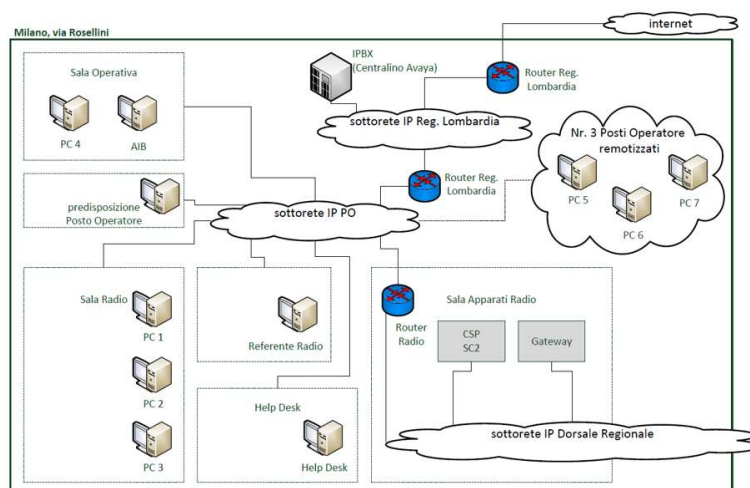 internet
Milano, via Rosellini
IPBX
(Centralino Avaya)
Router Reg.
Lombardia
Sala Operativa
PC 4
AIB
sottorete IP Reg. Lombardia
Nr. 3 Posti Operatore
remotizzati
PC 5
PC 6
PC 7
Router Reg.
Lombardia
predisposizione
Posto Operatore
sottorete IP PO
Sala Radio
PC 1
PC 2
PC 3
Referente Radio
Help Desk
Help Desk
Router
Radio
Sala Apparati Radio
CSP
SC2
Gateway
sottorete IP Dorsale Regionale